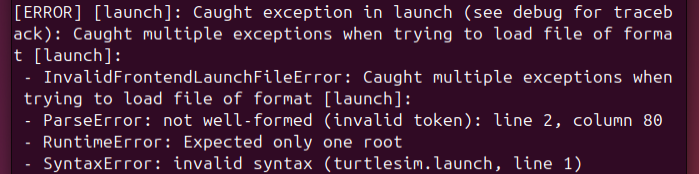 [ERROR] [launch]: Caught exception in launch (see debug for traceb
ack): Caught multiple exceptions when trying to load file of forma
t [launch]:
 - InvalidFrontendLaunchFileError: Caught multiple exceptions when
 trying to load file of format [launch]:
 - ParseError: not well-formed (invalid token): line 2, column 80
 - RuntimeError: Expected only one root
 - SyntaxError: invalid syntax (turtlesim.launch, line 1)